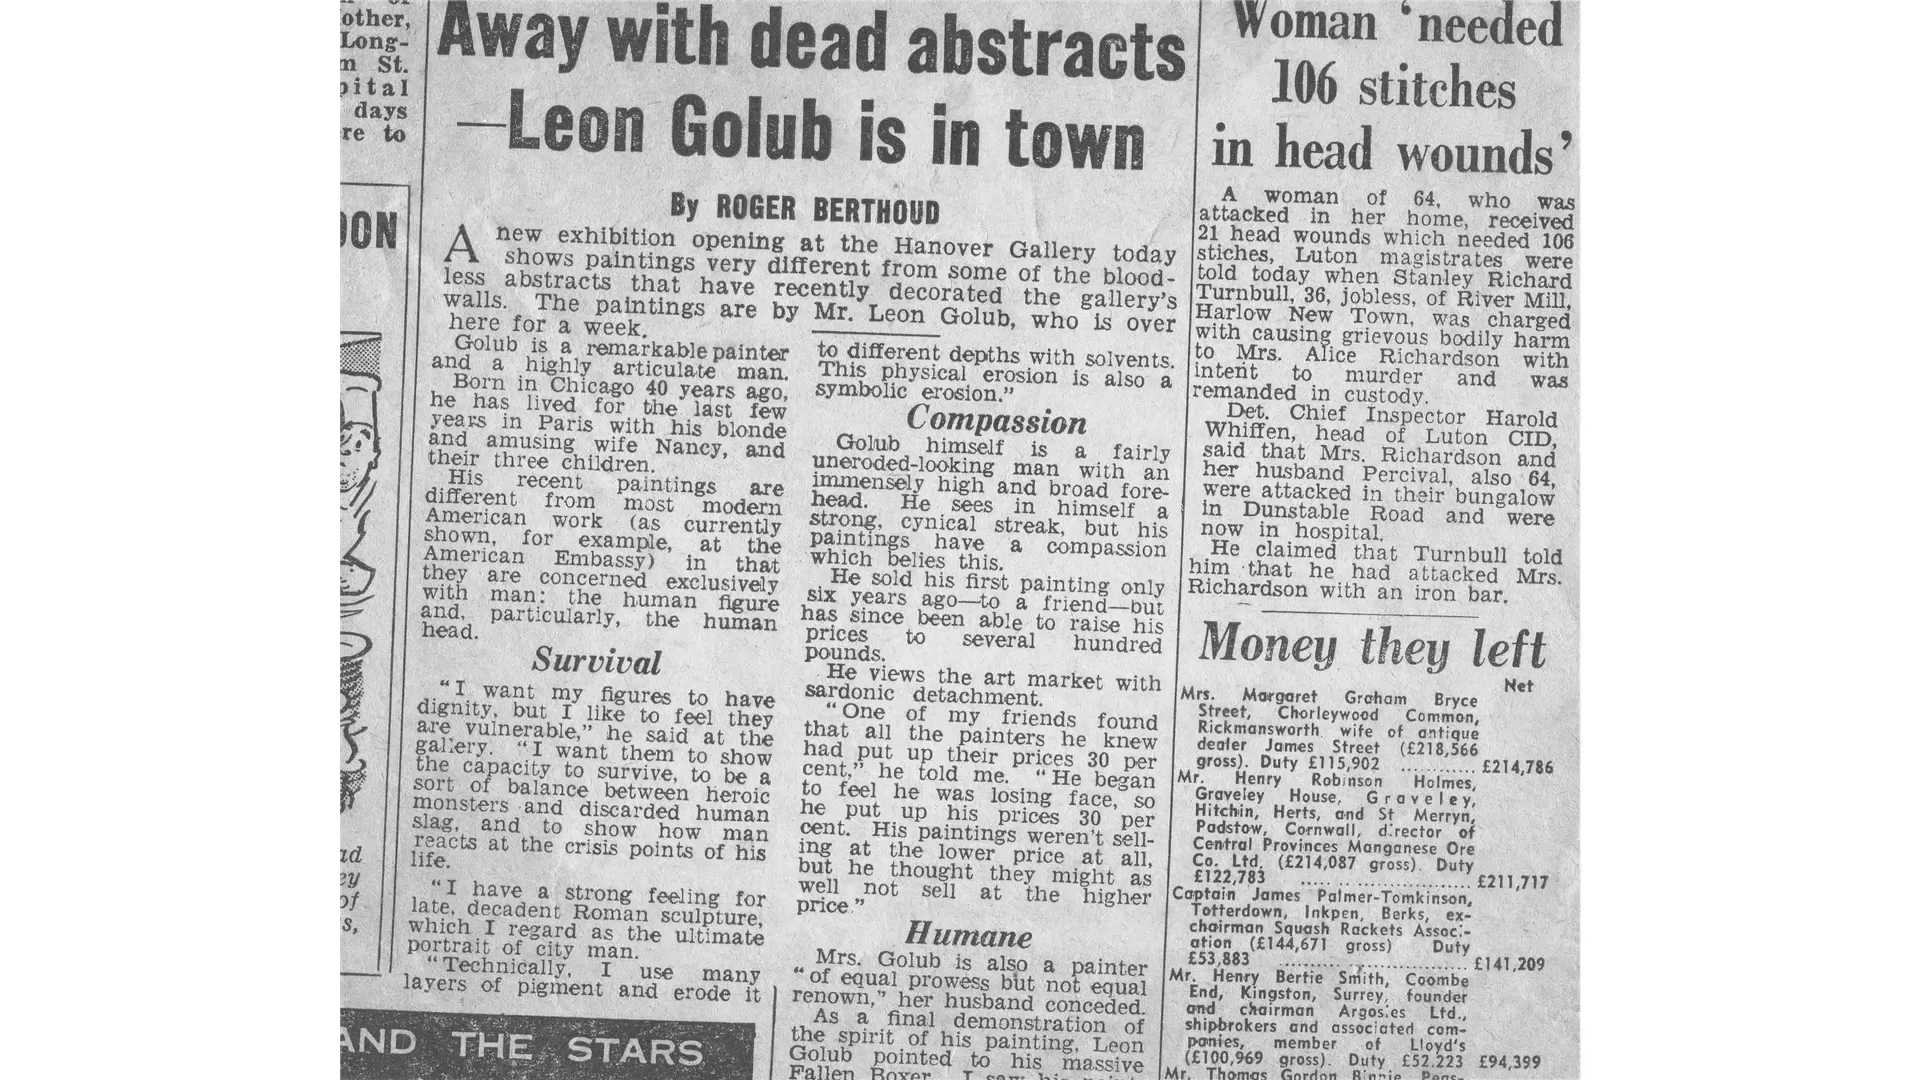 other,
Long-
m St.
pital
days
re to
DON
ad
ey
of
s,
Away with dead abstracts
—Leon Golub is in town
By ROGER BERTHOUD
A new exhibition opening at the Hanover Gallery today
shows paintings very different from some of the blood-
less abstracts that have recently decorated the gallery's
walls. The paintings are by Mr. Leon Golub, who is over
here for a week.
Golub is a remarkable painter
and a highly articulate man.
Born in Chicago 40 years ago,
he has lived for the last few
years in Paris with his blonde
and amusing wife Nancy, and
their three children.
His recent paintings are
different from most modern
American work (as currently
shown, for example, at the
American Embassy) in that
they are concerned exclusively
with man: the human figure
and, particularly, the human
head.
Survival
"I want my figures to have
dignity, but I like to feel they
are vulnerable," he said at the
gallery. "I want them to show
the capacity to survive, to be a
sort of balance between heroic
monsters and discarded human
slag, and to show how man
reacts at the crisis points of his
life.
"I have a strong feeling for
late, decadent Roman sculpture,
which I regard as the ultimate
portrait of city man.
"Technically, I use many
layers of pigment and erode it
AND THE STARS
to different depths with solvents.
This physical erosion is also a
symbolic erosion."
Compassion
Golub himself is a fairly
uneroded-looking man with an
immensely high and broad fore-
head. He sees in himself a
strong, cynical streak, but his
paintings have a compassion
which belies this.
He sold his first painting only
six years ago—to a friend—but
has since been able to raise his
prices to several hundred
pounds.
He views the art market with
sardonic detachment.
"One of my friends found
that all the painters he knew
had put up their prices 30 per
cent," he told me. "He began
to feel he was losing face, so
he put up his prices 30 per
cent. His paintings weren't sell-
ing at the lower price at all,
but he thought they might as
well not sell at the higher
price."
Humane
Mrs. Golub is also a painter
"of equal prowess but not equal
renown," her husband conceded.
As a final demonstration of
the spirit of his painting, Leon
Golub pointed to his massive
Fallen Boxer. I saw his
Woman 'needed
106 stitches
in head wounds'
A woman of 64, who was
attacked in her home, received
21 head wounds which needed 106
stiches, Luton magistrates were
told today when Stanley Richard
Turnbull, 36, jobless, of River Mill,
Harlow New Town, was charged
with causing grievous bodily harm
to Mrs. Alice Richardson with
intent to murder and was
remanded in custody.
Det. Chief Inspector Harold
Whiffen, head of Luton CID,
said that Mrs. Richardson and
her husband Percival, also 64,
were attacked in their bungalow
in Dunstable Road and were
now in hospital.
He claimed that Turnbull told
him that he had attacked Mrs.
Richardson with an iron bar.
Money they left
Net
Mrs. Margaret Graham Bryce
Street, Chorleywood Common,
Rickmansworth wife of antique
dealer James Street (£218,566
gross). Duty £115,902 ........... £214,786
Mr. Henry Robinson Holmes,
Graveley House, Graveley,
Hitchin, Herts, and St Merryn,
Padstow, Cornwall, director of
Central Provinces Manganese Ore
Co. Ltd. (£214,087 gross). Duty
£122,783 ............................ £211,717
Captain James Palmer-Tomkinson,
Totterdown, Inkpen, Berks, ex-
chairman Squash Rackets Associ-
ation (£144,671 gross) Duty
£53,883 ............................... £141,209
Mr. Henry Bertie Smith, Coombe
End, Kingston, Surrey, founder
and chairman Argosies Ltd.,
shipbrokers and associated com-
panies, member of Lloyd's
(£100,969 gross). Duty £52.223 £94,399
Mr. Thomas Gordon Binnie